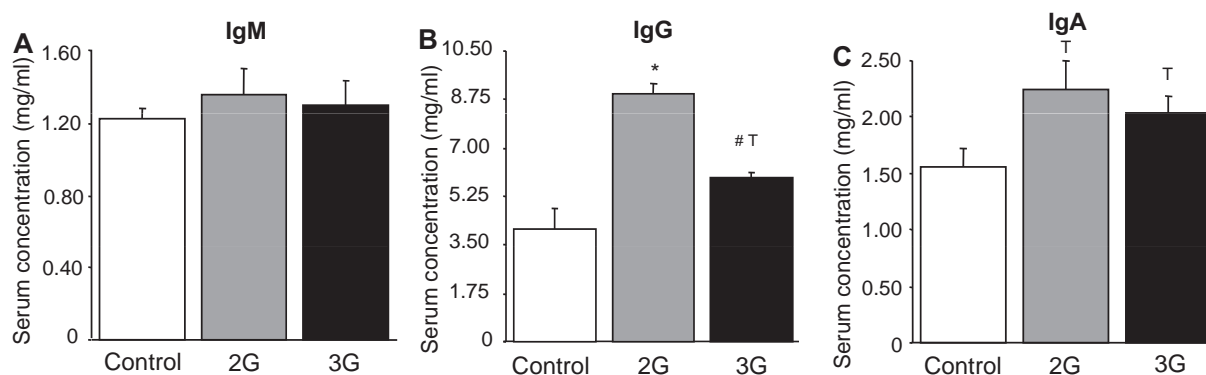 A
IgM
Serum concentration (mg/ml)
1.60
1.20
0.80
0.40
0
Control 2G 3G
B
IgG
Serum concentration (mg/ml)
10.50
8.75
7.00
5.25
3.50
1.75
0
*
# T
Control 2G 3G
C
IgA
Serum concentration (mg/ml)
2.50
2.00
1.50
1.00
0.50
0
T
T
Control 2G 3G